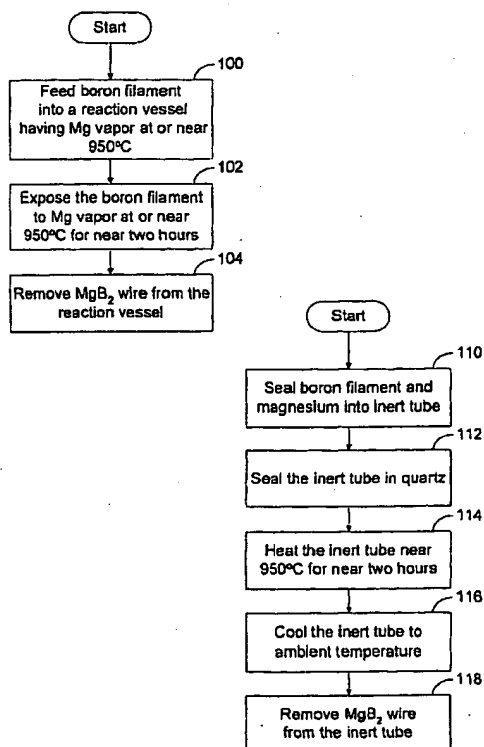 Start
100
Feed boron filament
into a reaction vessel
having Mg vapor at or near
950°C
102
Expose the boron filament
to Mg vapor at or near
950°C for near two hours
104
Remove MgB₂ wire from the
reaction vessel
Start
110
Seal boron filament and
magnesium into inert tube
112
Seal the inert tube in quartz
114
Heat the inert tube near
950°C for near two hours
116
Cool the inert tube to
ambient temperature
118
Remove MgB₂ wire
from the inert tube